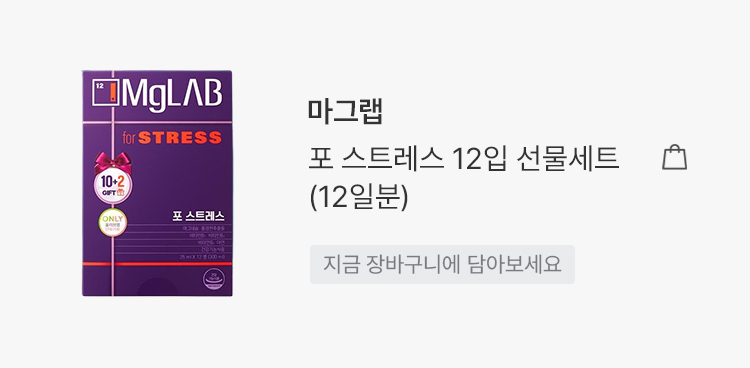 12
MgLAB
for STRESS
10+2
GIFT
ONLY
포 스트레스
마그랩
포 스트레스 12입 선물세트
(12일분)
지금 장바구니에 담아보세요